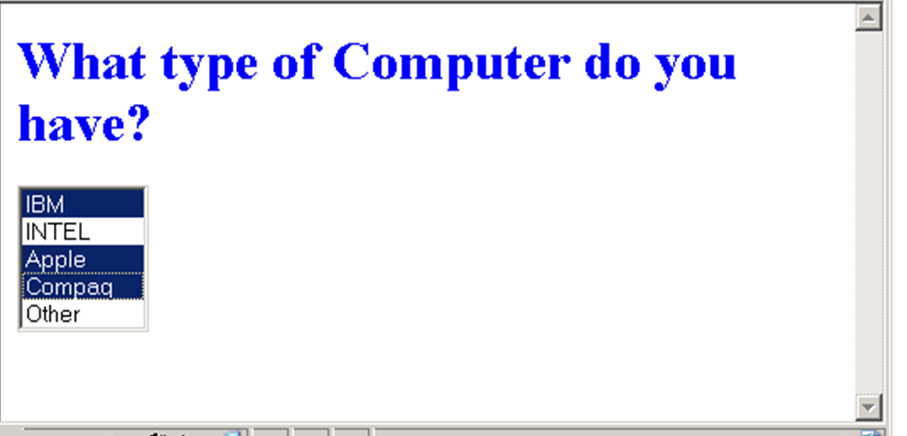 What type of Computer do you
have?
IBM
INTEL
Apple
Compaq
Other